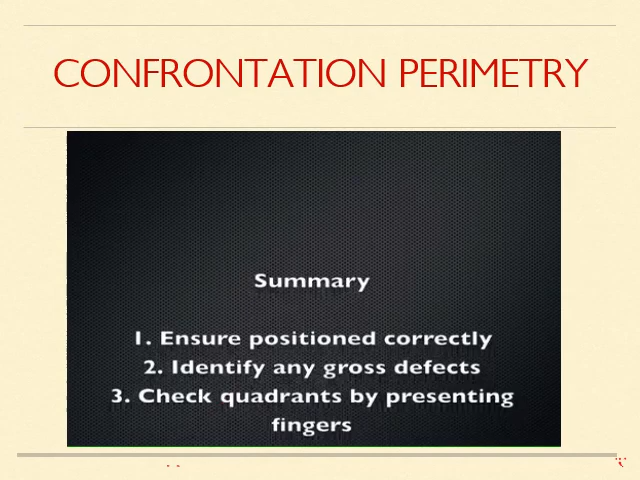 CONFRONTATION PERIMETRY
Summary
1. Ensure positioned correctly
2. Identify any gross defects
3. Check quadrants by presenting
fingers